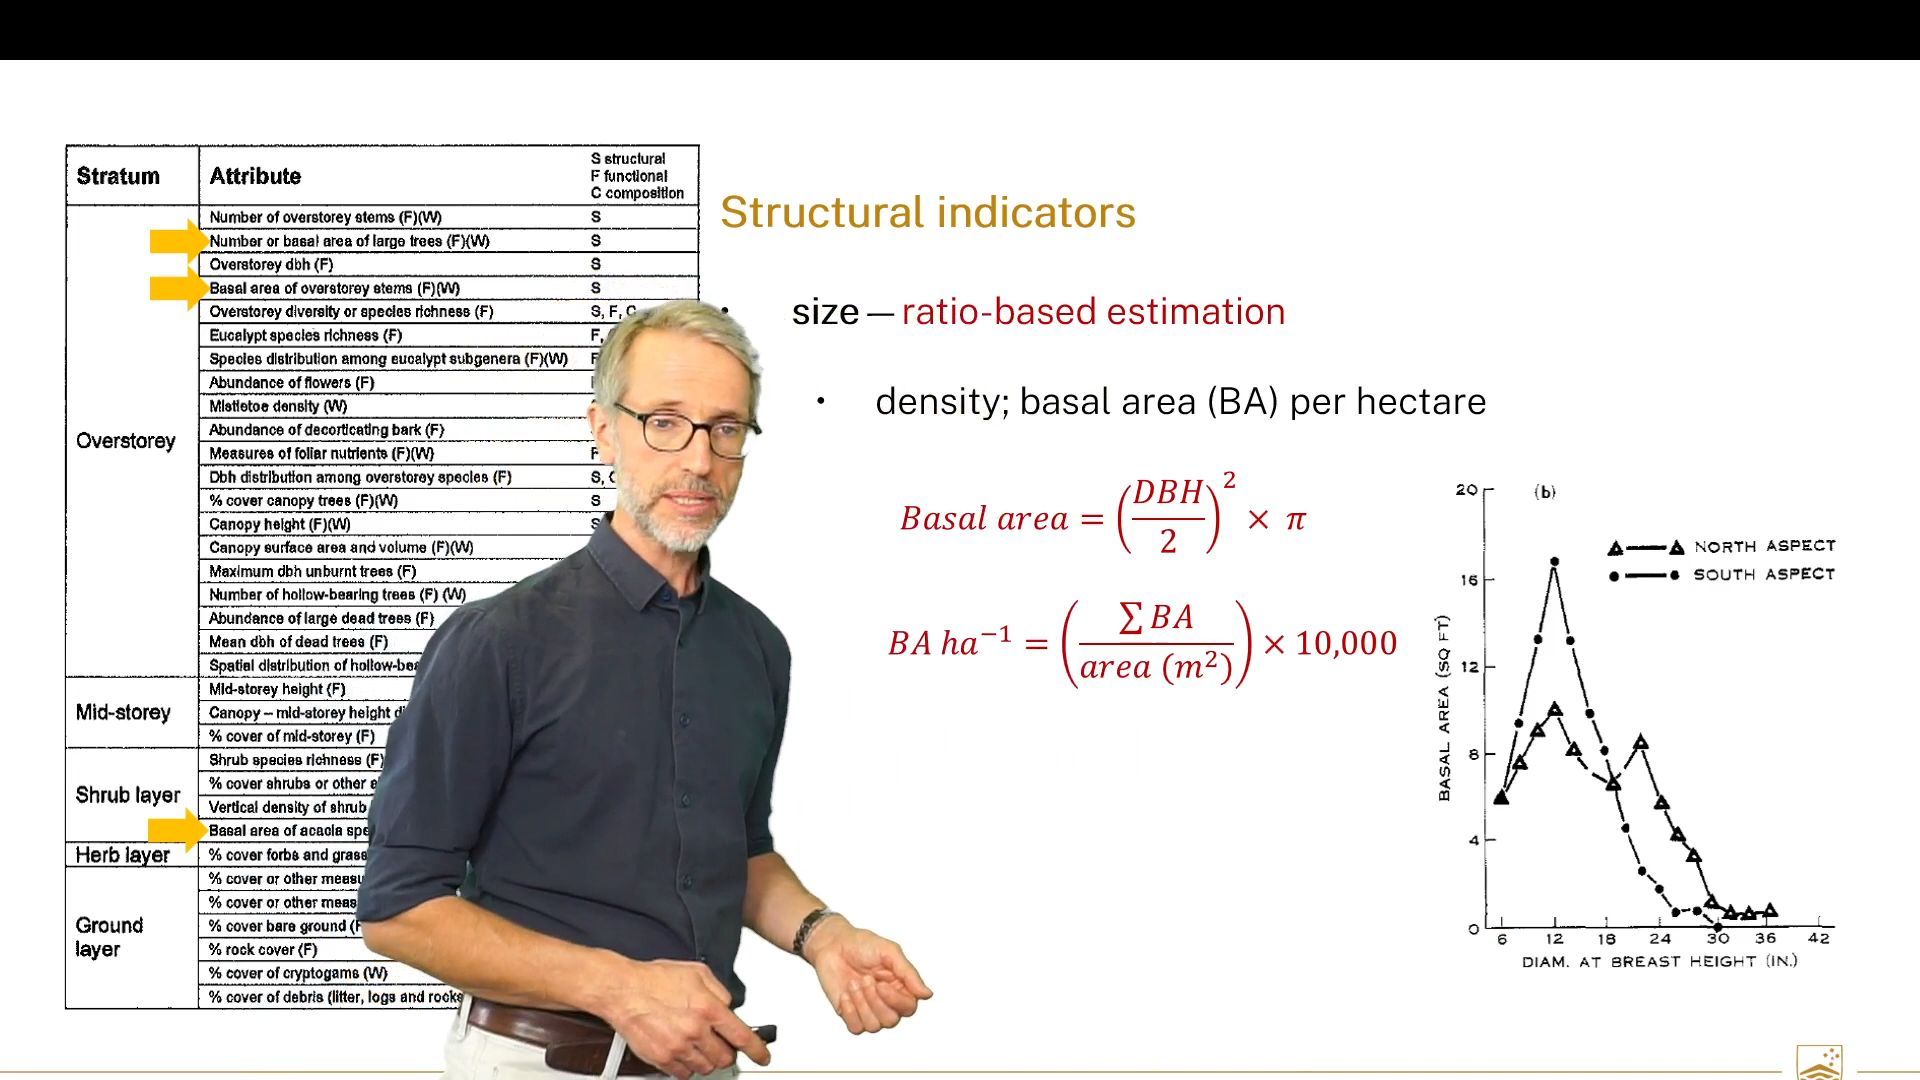 Stratum
Attribute
S structural
F functional
C composition
Overstorey
Number of overstorey stems (F)(W) S
Number or basal area of large trees (F)(W) S
Overstorey dbh (F) S
Basal area of overstorey stems (F)(W) S
Overstorey diversity or species richness (F) S, F, C
Eucalypt species richness (F) F,
Species distribution among eucalypt subgenera (F)(W) F
Abundance of flowers (F)
Mistletoe density (W)
Abundance of decorticating bark (F)
Measures of foliar nutrients (F)(W) F
Dbh distribution among overstorey species (F) S, C
% cover canopy trees (F)(W) S
Canopy height (F)(W) S
Canopy surface area and volume (F)(W)
Maximum dbh unburnt trees (F)
Number of hollow-bearing trees (F) (W)
Abundance of large dead trees (F)
Mean dbh of dead trees (F)
Spatial distribution of hollow-bea
Mid-storey
Mid-storey height (F)
Canopy – mid-storey height di
% cover of mid-storey (F)
Shrub layer
Shrub species richness (F)
% cover shrubs or other
Vertical density of shrub
Basal area of acacia spe
Herb layer
% cover forbs and grass
Ground
layer
% cover or other measu
% cover or other meas
% cover bare ground (F
% rock cover (F)
% cover of cryptogams (W)
% cover of debris (litter, logs and rocks
Structural indicators
• size — ratio-based estimation
• density; basal area (BA) per hectare
Basal area = (DBH/2)² × π
BA ha⁻¹ = (∑ BA / area (m²)) × 10,000
(b)
NORTH ASPECT
SOUTH ASPECT
BASAL AREA (SQ FT)
20
16
12
8
4
0
6 12 18 24 30 36 42
DIAM. AT BREAST HEIGHT (IN.)